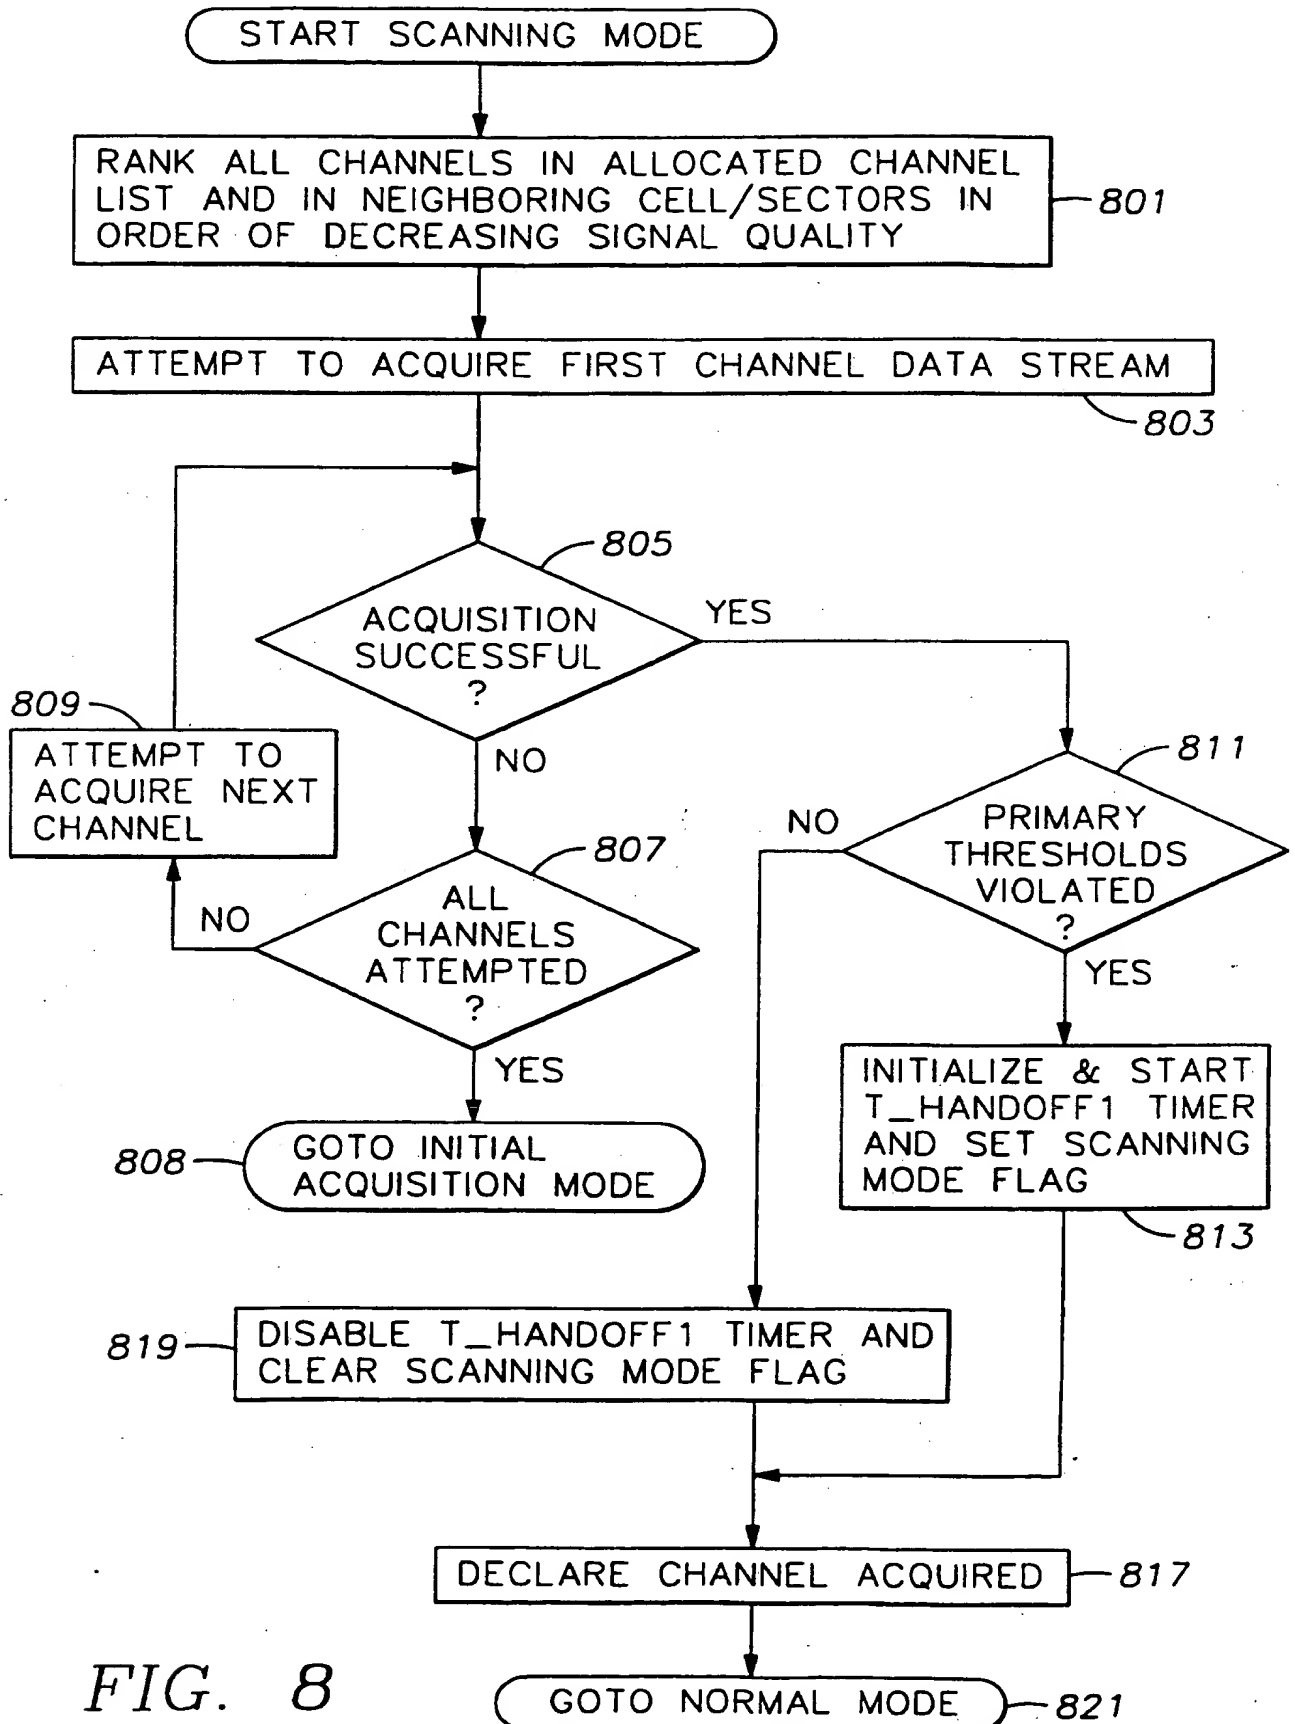 START SCANNING MODE
RANK ALL CHANNELS IN ALLOCATED CHANNEL
LIST AND IN NEIGHBORING CELL/SECTORS IN
ORDER OF DECREASING SIGNAL QUALITY
801
ATTEMPT TO ACQUIRE FIRST CHANNEL DATA STREAM
803
805
ACQUISITION
SUCCESSFUL
?
YES
NO
809
ATTEMPT TO
ACQUIRE NEXT
CHANNEL
811
PRIMARY
THRESHOLDS
VIOLATED
?
NO
YES
807
ALL
CHANNELS
ATTEMPTED
?
NO
YES
808
GOTO INITIAL
ACQUISITION MODE
INITIALIZE & START
T_HANDOFF1 TIMER
AND SET SCANNING
MODE FLAG
813
819
DISABLE T_HANDOFF1 TIMER AND
CLEAR SCANNING MODE FLAG
DECLARE CHANNEL ACQUIRED
817
GOTO NORMAL MODE
821
FIG. 8